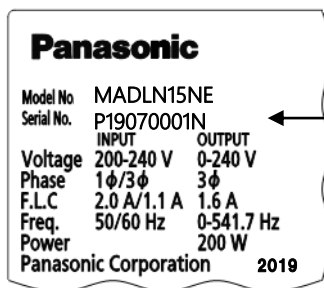 Panasonic
Model No MADLN15NE
Serial No. P19070001N
INPUT OUTPUT
Voltage 200-240 V 0-240 V
Phase 1ϕ/3ϕ 3ϕ
F.L.C 2.0 A/1.1 A 1.6 A
Freq. 50/60 Hz 0-541.7 Hz
Power 200 W
Panasonic Corporation 2019